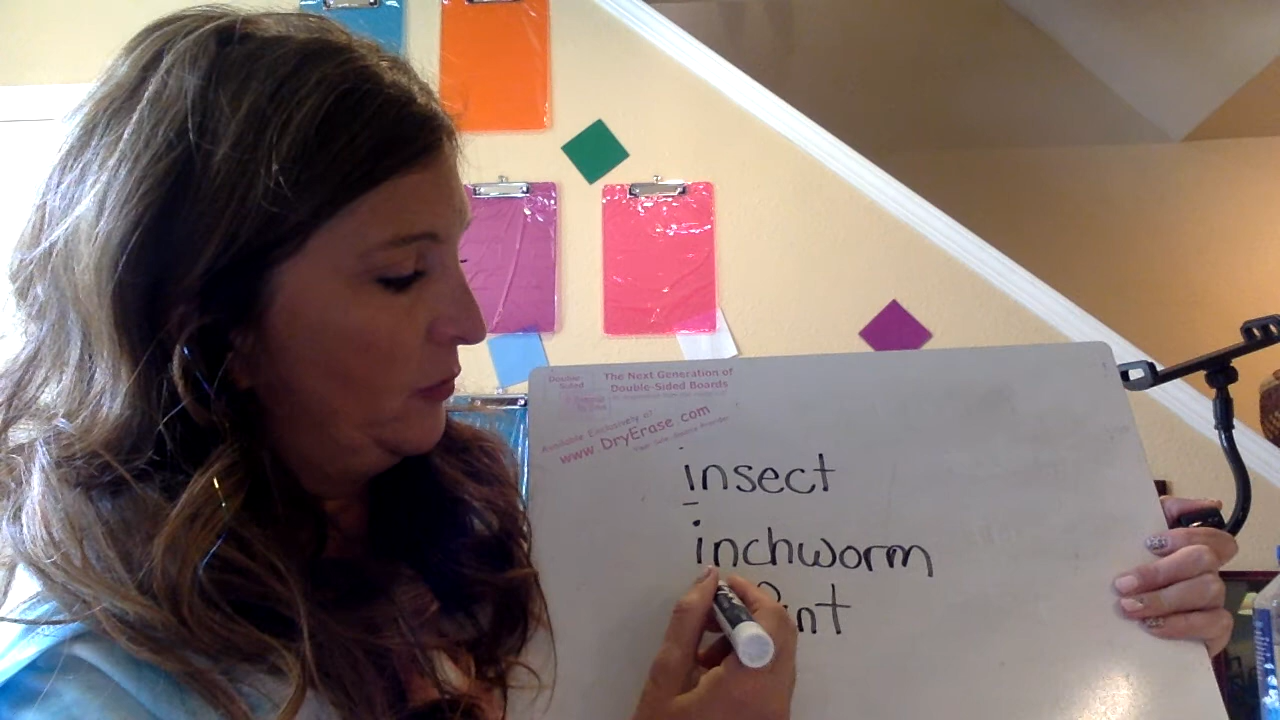 Double-
Sided
The Next Generation of
Double-Sided Boards
Available Exclusively at
www.DryErase.com
insect
inchworm